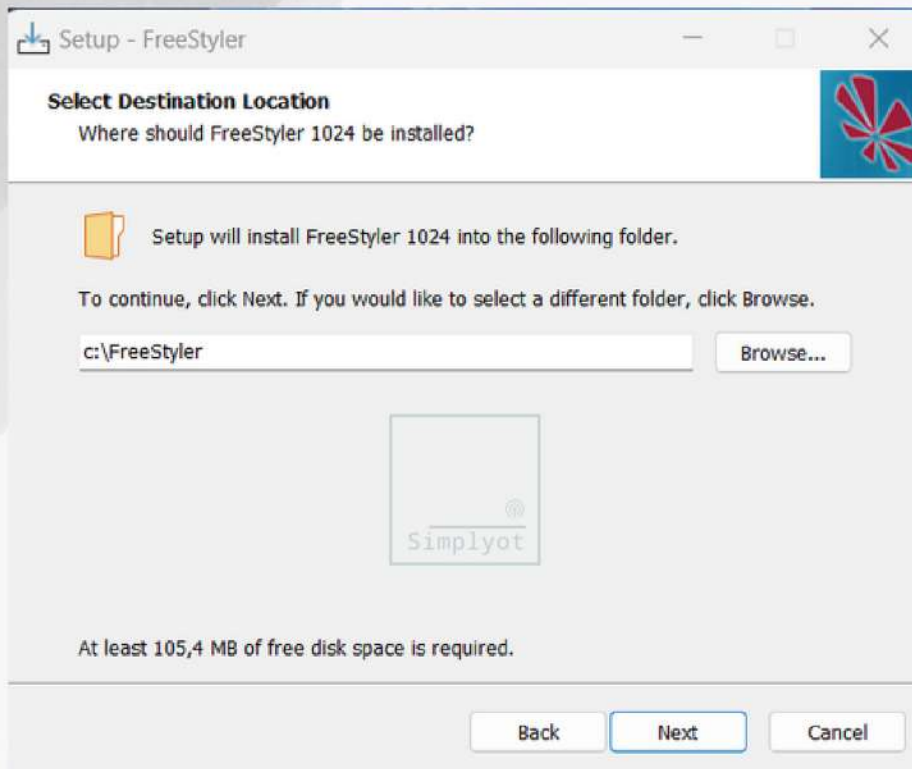 Setup - FreeStyler
Select Destination Location
Where should FreeStyler 1024 be installed?
Setup will install FreeStyler 1024 into the following folder.
To continue, click Next. If you would like to select a different folder, click Browse.
c:\FreeStyler
Browse...
Simplyot
At least 105,4 MB of free disk space is required.
Back
Next
Cancel